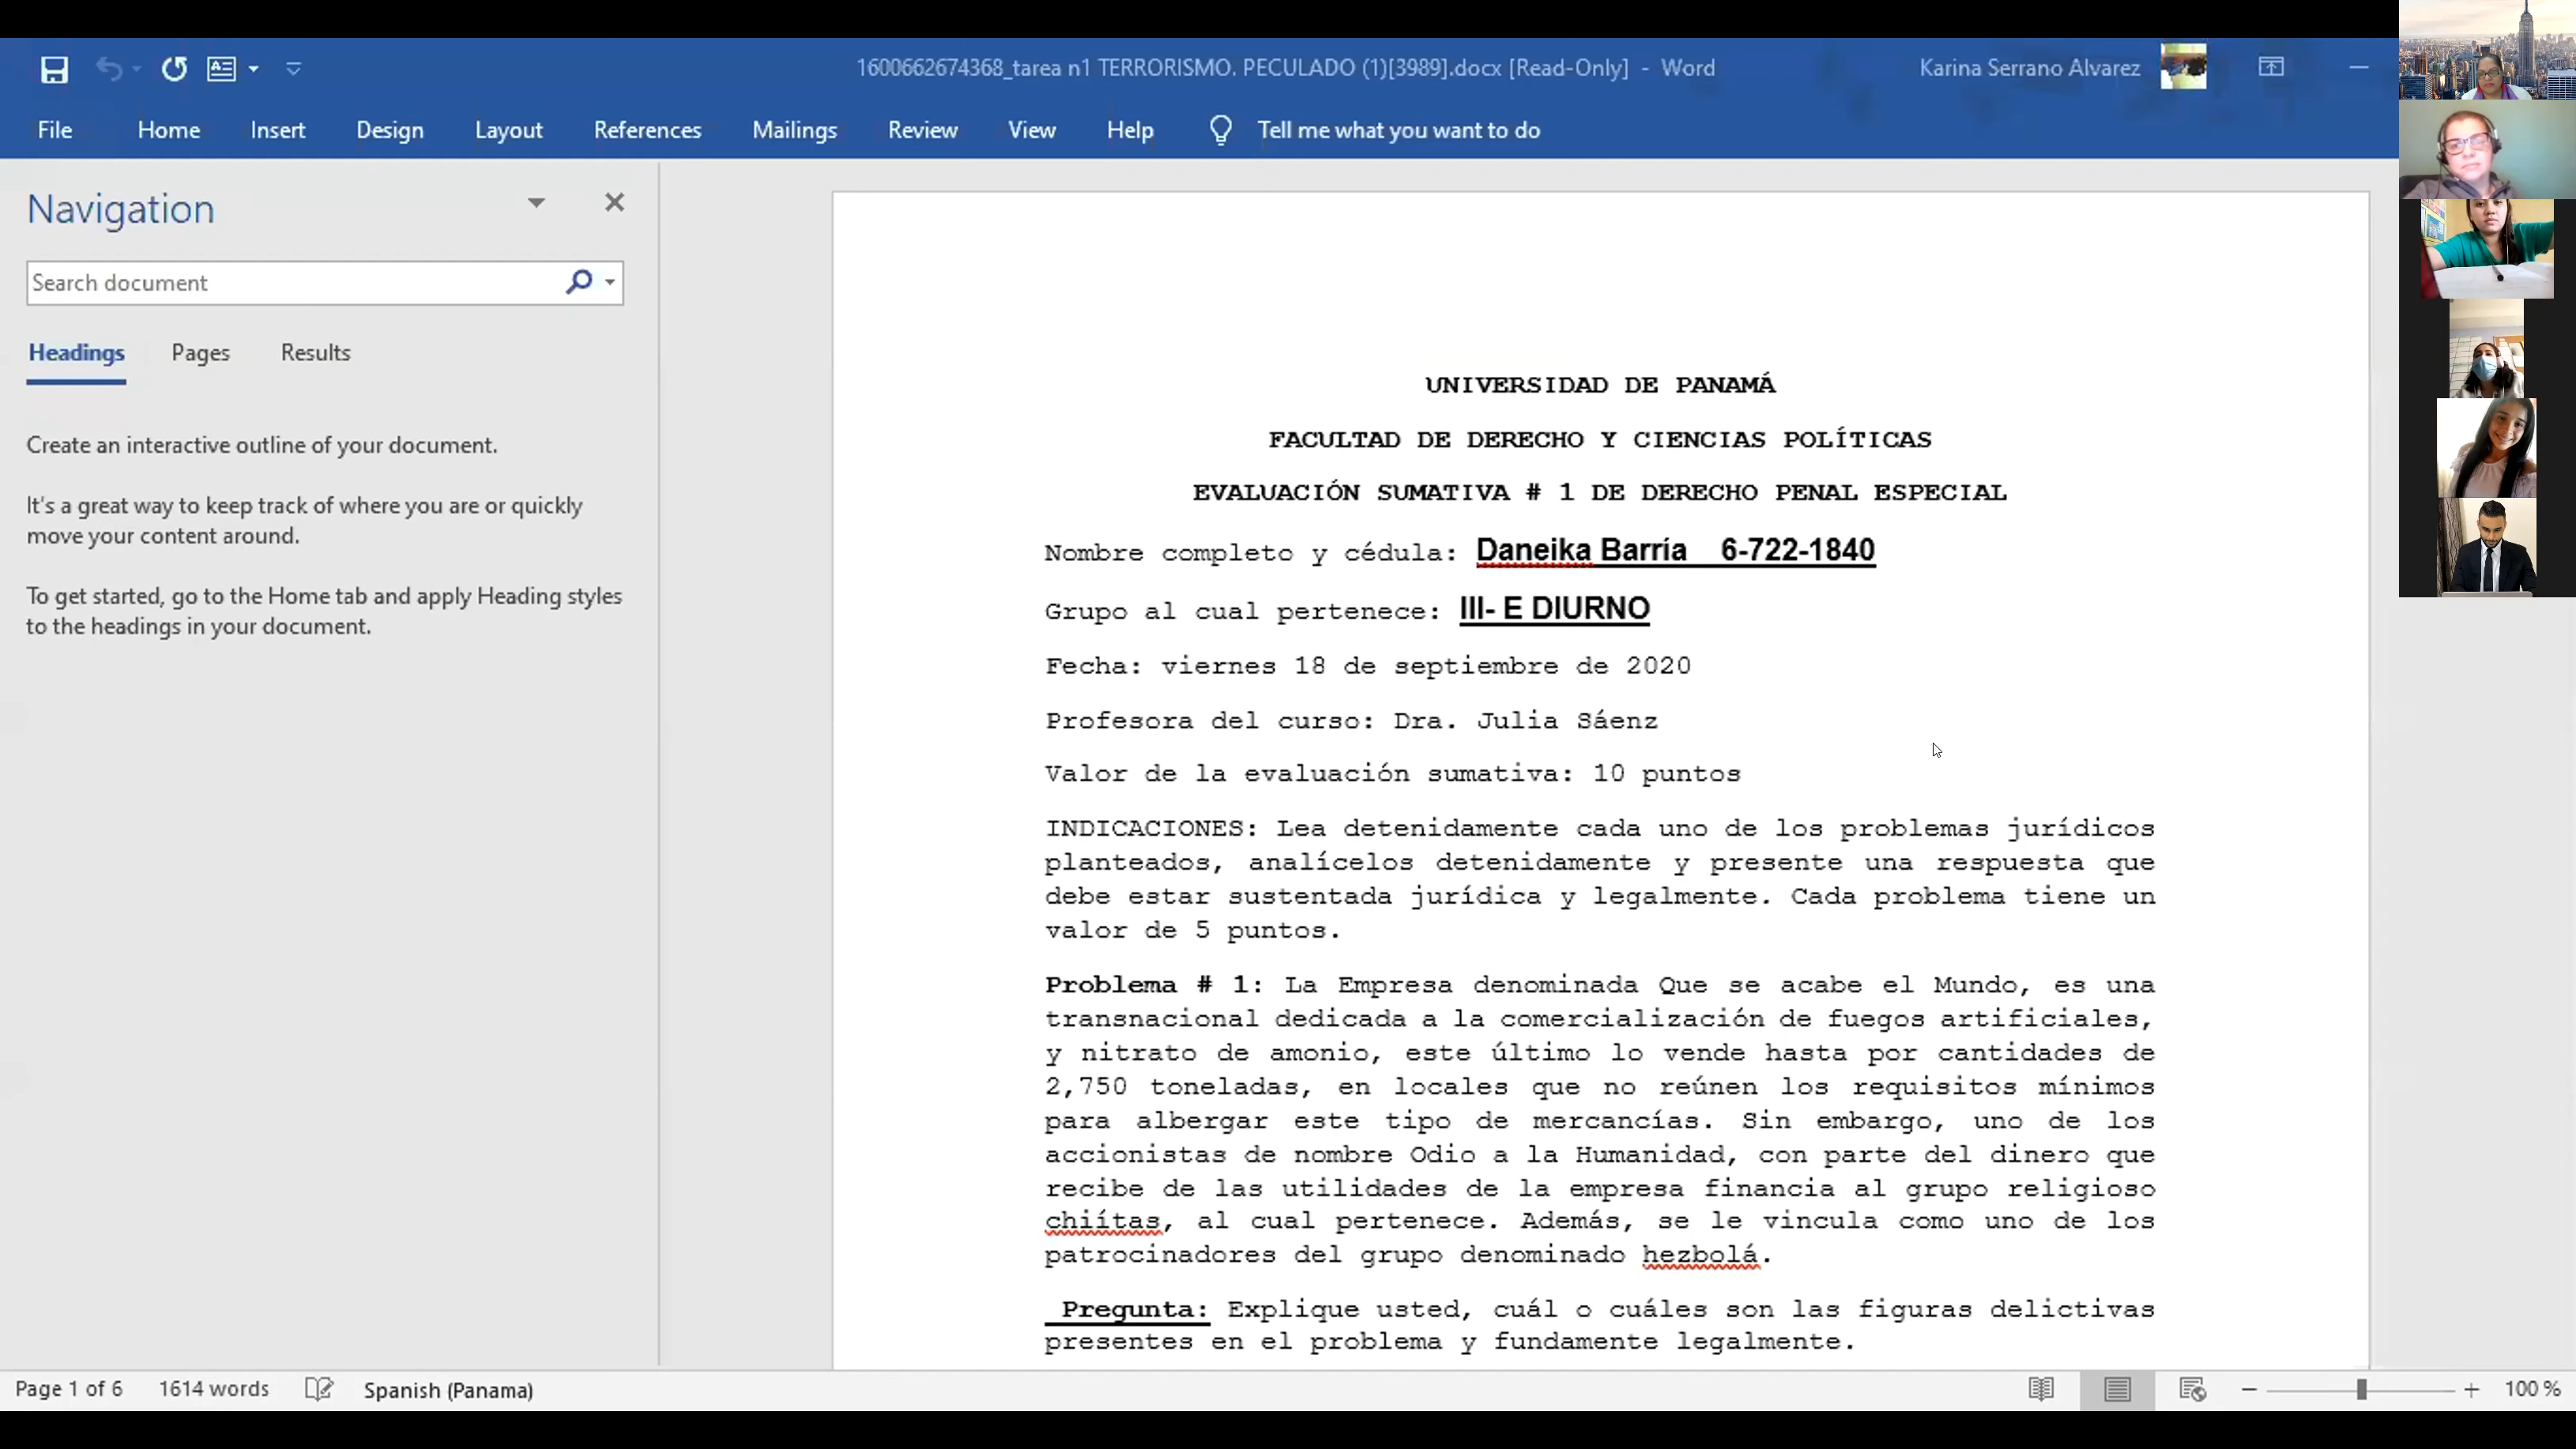 1600662674368_tarea n1 TERRORISMO. PECULADO (1)[3989].docx [Read-Only] - Word
Karina Serrano Alvarez
File Home Insert Design Layout References Mailings Review View Help Tell me what you want to do
Navigation
Search document
Headings Pages Results
Create an interactive outline of your document.
It's a great way to keep track of where you are or quickly
move your content around.
To get started, go to the Home tab and apply Heading styles
to the headings in your document.
UNIVERSIDAD DE PANAMÁ
FACULTAD DE DERECHO Y CIENCIAS POLÍTICAS
EVALUACIÓN SUMATIVA # 1 DE DERECHO PENAL ESPECIAL
Nombre completo y cédula: Daneika Barría 6-722-1840
Grupo al cual pertenece: III- E DIURNO
Fecha: viernes 18 de septiembre de 2020
Profesora del curso: Dra. Julia Sáenz
Valor de la evaluación sumativa: 10 puntos
INDICACIONES: Lea detenidamente cada uno de los problemas jurídicos
planteados, analícelos detenidamente y presente una respuesta que
debe estar sustentada jurídica y legalmente. Cada problema tiene un
valor de 5 puntos.
Problema # 1: La Empresa denominada Que se acabe el Mundo, es una
transnacional dedicada a la comercialización de fuegos artificiales,
y nitrato de amonio, este último lo vende hasta por cantidades de
2,750 toneladas, en locales que no reúnen los requisitos mínimos
para albergar este tipo de mercancías. Sin embargo, uno de los
accionistas de nombre Odio a la Humanidad, con parte del dinero que
recibe de las utilidades de la empresa financia al grupo religioso
chiítas, al cual pertenece. Además, se le vincula como uno de los
patrocinadores del grupo denominado hezbolá.
Pregunta: Explique usted, cuál o cuáles son las figuras delictivas
presentes en el problema y fundamente legalmente.
Page 1 of 6 1614 words Spanish (Panama) 100 %